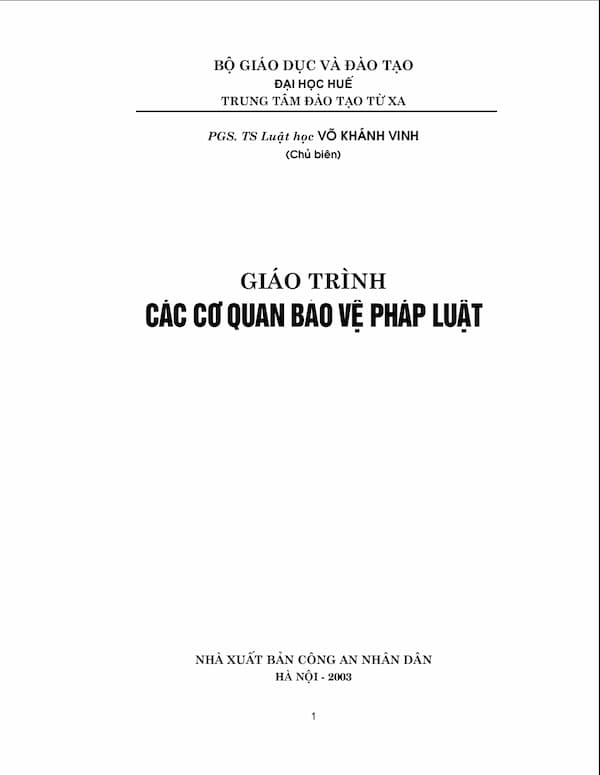 BỘ GIÁO DỤC VÀ ĐÀO TẠO
ĐẠI HỌC HUẾ
TRUNG TÂM ĐÀO TẠO TỪ XA
PGS. TS Luật học VÕ KHÁNH VINH
(Chủ biên)
GIÁO TRÌNH
CÁC CƠ QUAN BẢO VỆ PHÁP LUẬT
NHÀ XUẤT BẢN CÔNG AN NHÂN DÂN
HÀ NỘI - 2003
1